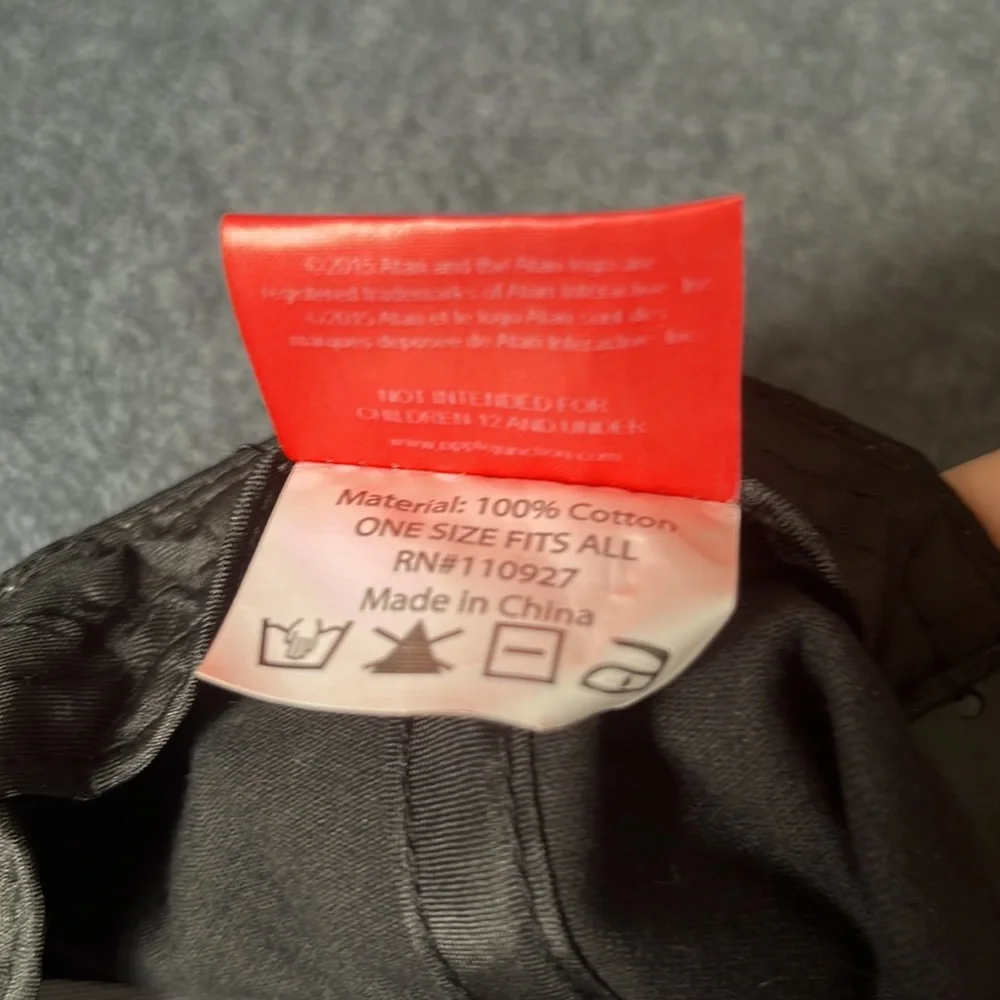 ©2015 Atari and the Atari logo are
registered trademarks of Atari Interactive Inc.
©2015 Atari et le logo Atari sont des
marques deposee de Atari Interactive Inc.
NOT INTENDED FOR
CHILDREN 12 AND UNDER
Material: 100% Cotton
ONE SIZE FITS ALL
RN#110927
Made in China